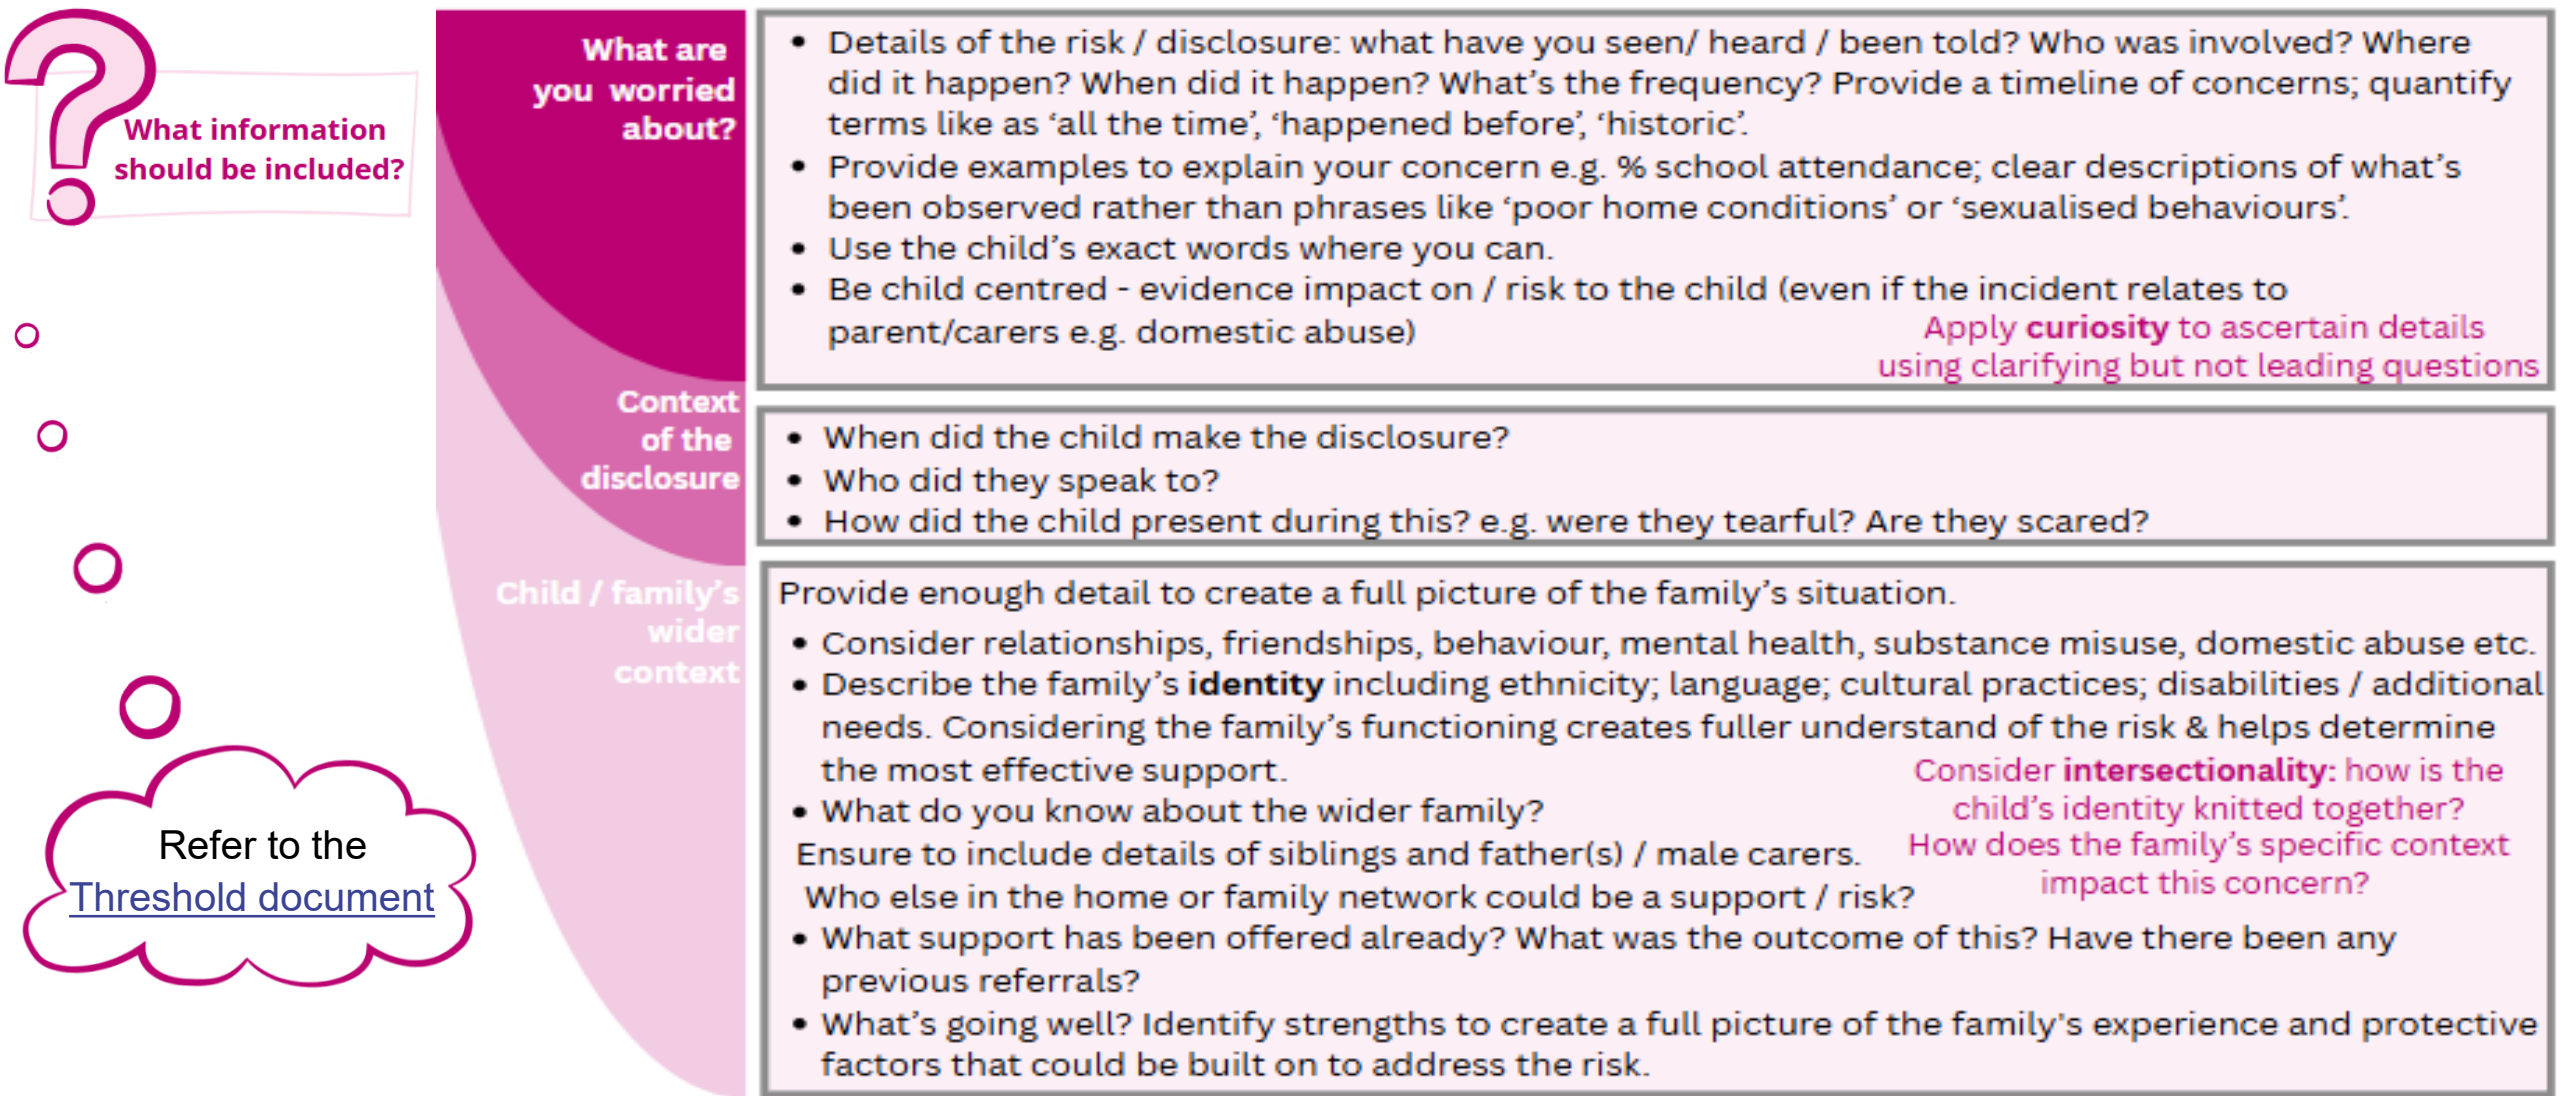 What information
should be included?
What are
you worried
about?
• Details of the risk / disclosure: what have you seen/ heard / been told? Who was involved? Where
did it happen? When did it happen? What's the frequency? Provide a timeline of concerns; quantify
terms like as ‘all the time’, ‘happened before’, ‘historic’.
• Provide examples to explain your concern e.g. % school attendance; clear descriptions of what's
been observed rather than phrases like ‘poor home conditions’ or ‘sexualised behaviours’.
• Use the child's exact words where you can.
• Be child centred - evidence impact on / risk to the child (even if the incident relates to
parent/carers e.g. domestic abuse)
Apply curiosity to ascertain details
using clarifying but not leading questions
Context
of the
disclosure
• When did the child make the disclosure?
• Who did they speak to?
• How did the child present during this? e.g. were they tearful? Are they scared?
Child / family's
wider
context
Provide enough detail to create a full picture of the family's situation.
• Consider relationships, friendships, behaviour, mental health, substance misuse, domestic abuse etc.
• Describe the family's identity including ethnicity; language; cultural practices; disabilities / additional
needs. Considering the family's functioning creates fuller understand of the risk & helps determine
the most effective support.
• What do you know about the wider family?
Ensure to include details of siblings and father(s) / male carers.
Who else in the home or family network could be a support / risk?
Consider intersectionality: how is the
child's identity knitted together?
How does the family's specific context
impact this concern?
• What support has been offered already? What was the outcome of this? Have there been any
previous referrals?
• What's going well? Identify strengths to create a full picture of the family's experience and protective
factors that could be built on to address the risk.
Refer to the
Threshold document